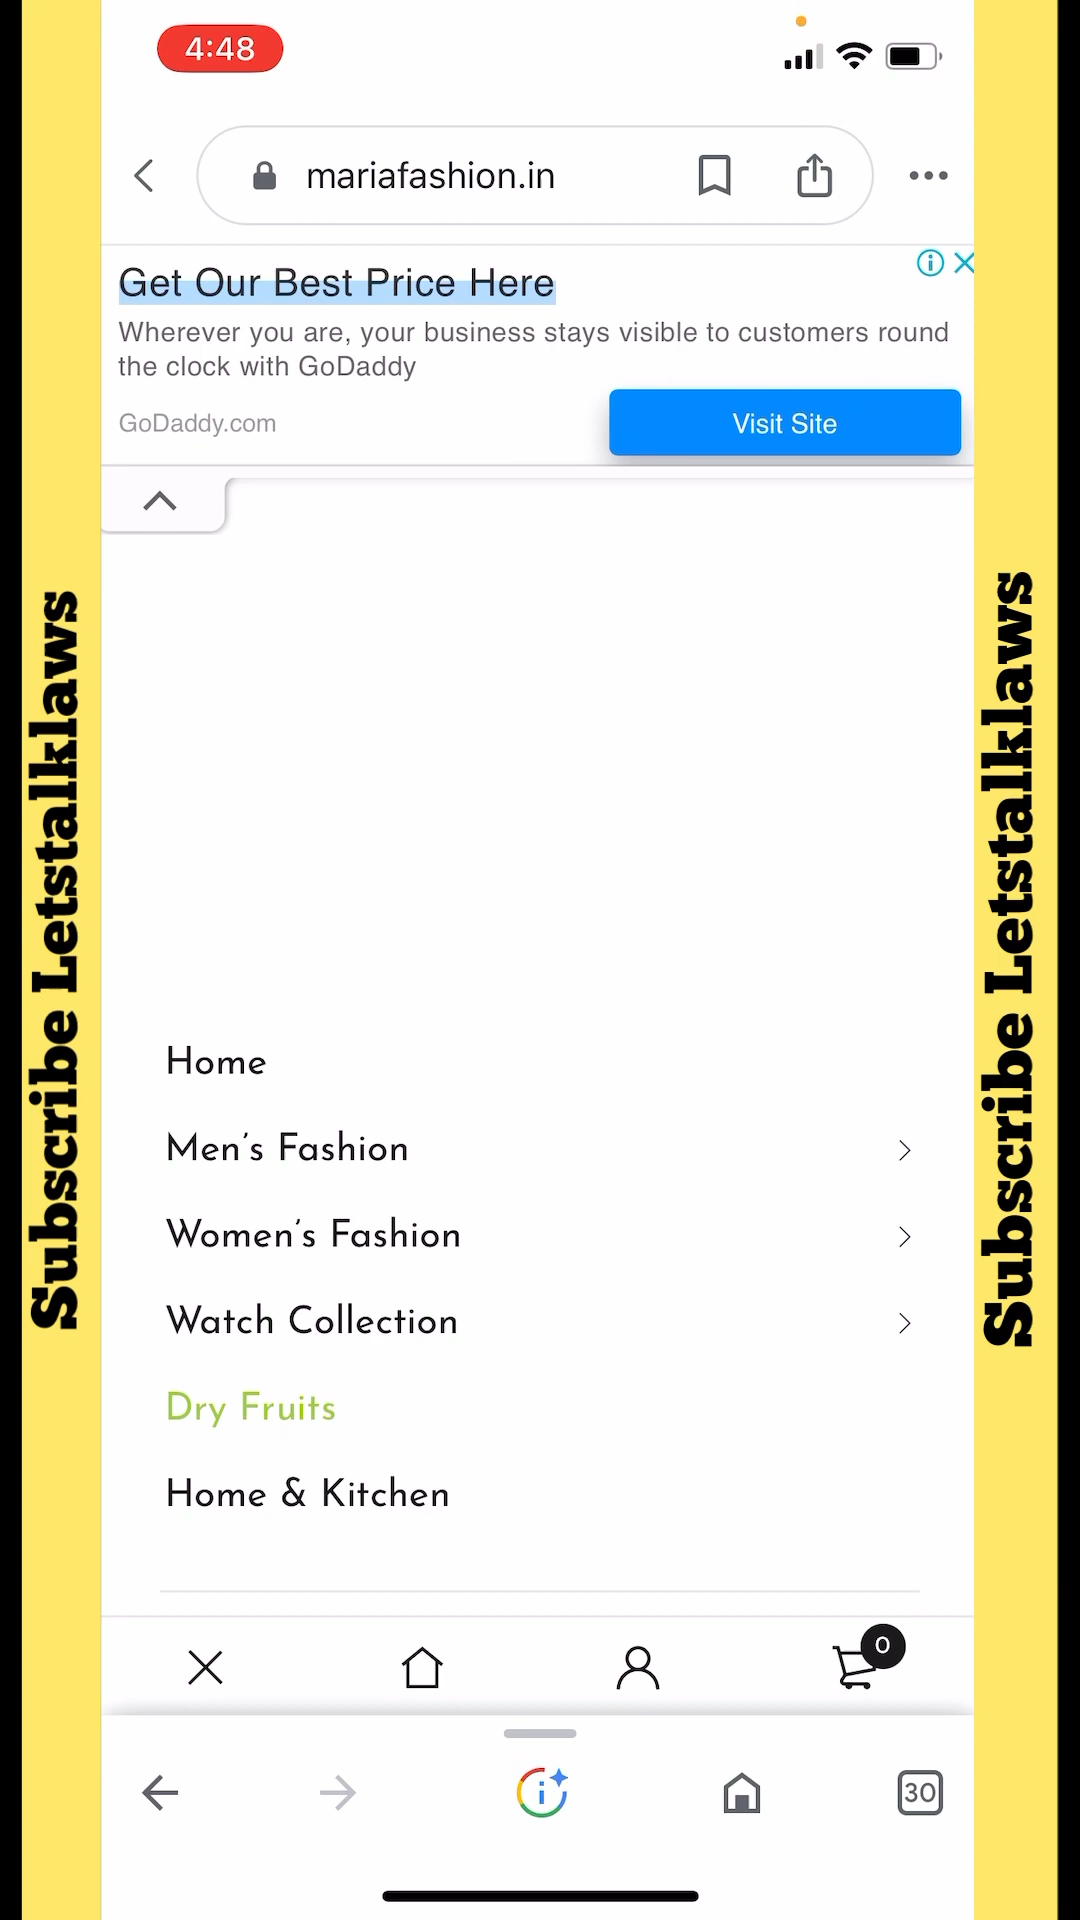 4:48
mariafashion.in
Get Our Best Price Here
Wherever you are, your business stays visible to customers round
the clock with GoDaddy
GoDaddy.com
Visit Site
Subscribe Letstalklaws
Subscribe Letstalklaws
Home
Men's Fashion
Women's Fashion
Watch Collection
Dry Fruits
Home & Kitchen
0
30